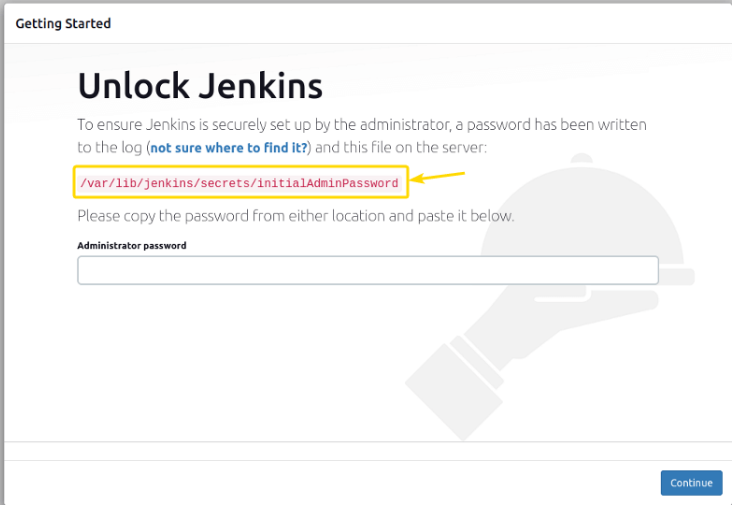 Getting Started
Unlock Jenkins
To ensure Jenkins is securely set up by the administrator, a password has been written
to the log (not sure where to find it?) and this file on the server:
/var/lib/jenkins/secrets/initialAdminPassword
Please copy the password from either location and paste it below.
Administrator password
Continue